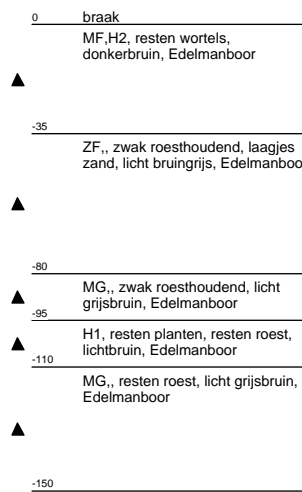 0 braak
MF,H2, resten wortels,
donkerbruin, Edelmanboor
-35
ZF,, zwak roesthoudend, laagjes
zand, licht bruingrijs, Edelmanboo
-80
MG,, zwak roesthoudend, licht
grijsbruin, Edelmanboor
-95
H1, resten planten, resten roest,
lichtbruin, Edelmanboor
-110
MG,, resten roest, licht grijsbruin,
Edelmanboor
-150